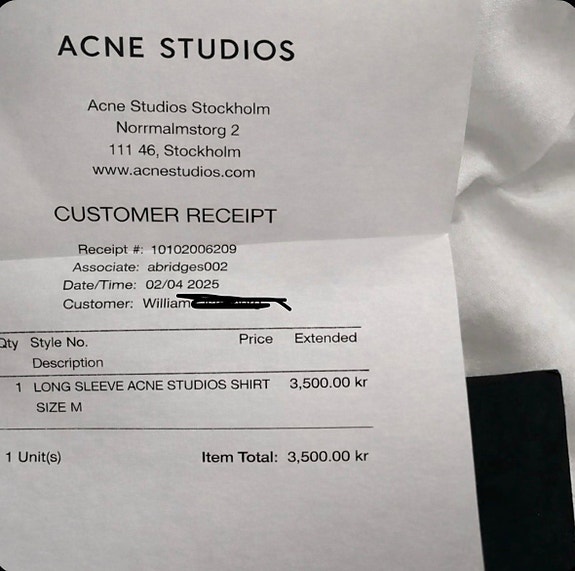 ACNE STUDIOS
Acne Studios Stockholm
Norrmalmstorg 2
111 46, Stockholm
www.acnestudios.com
CUSTOMER RECEIPT
Receipt #: 10102006209
Associate: abridges002
Date/Time: 02/04 2025
Customer: William
Qty Style No. Price Extended
Description
1 LONG SLEEVE ACNE STUDIOS SHIRT 3,500.00 kr
SIZE M
1 Unit(s) Item Total: 3,500.00 kr